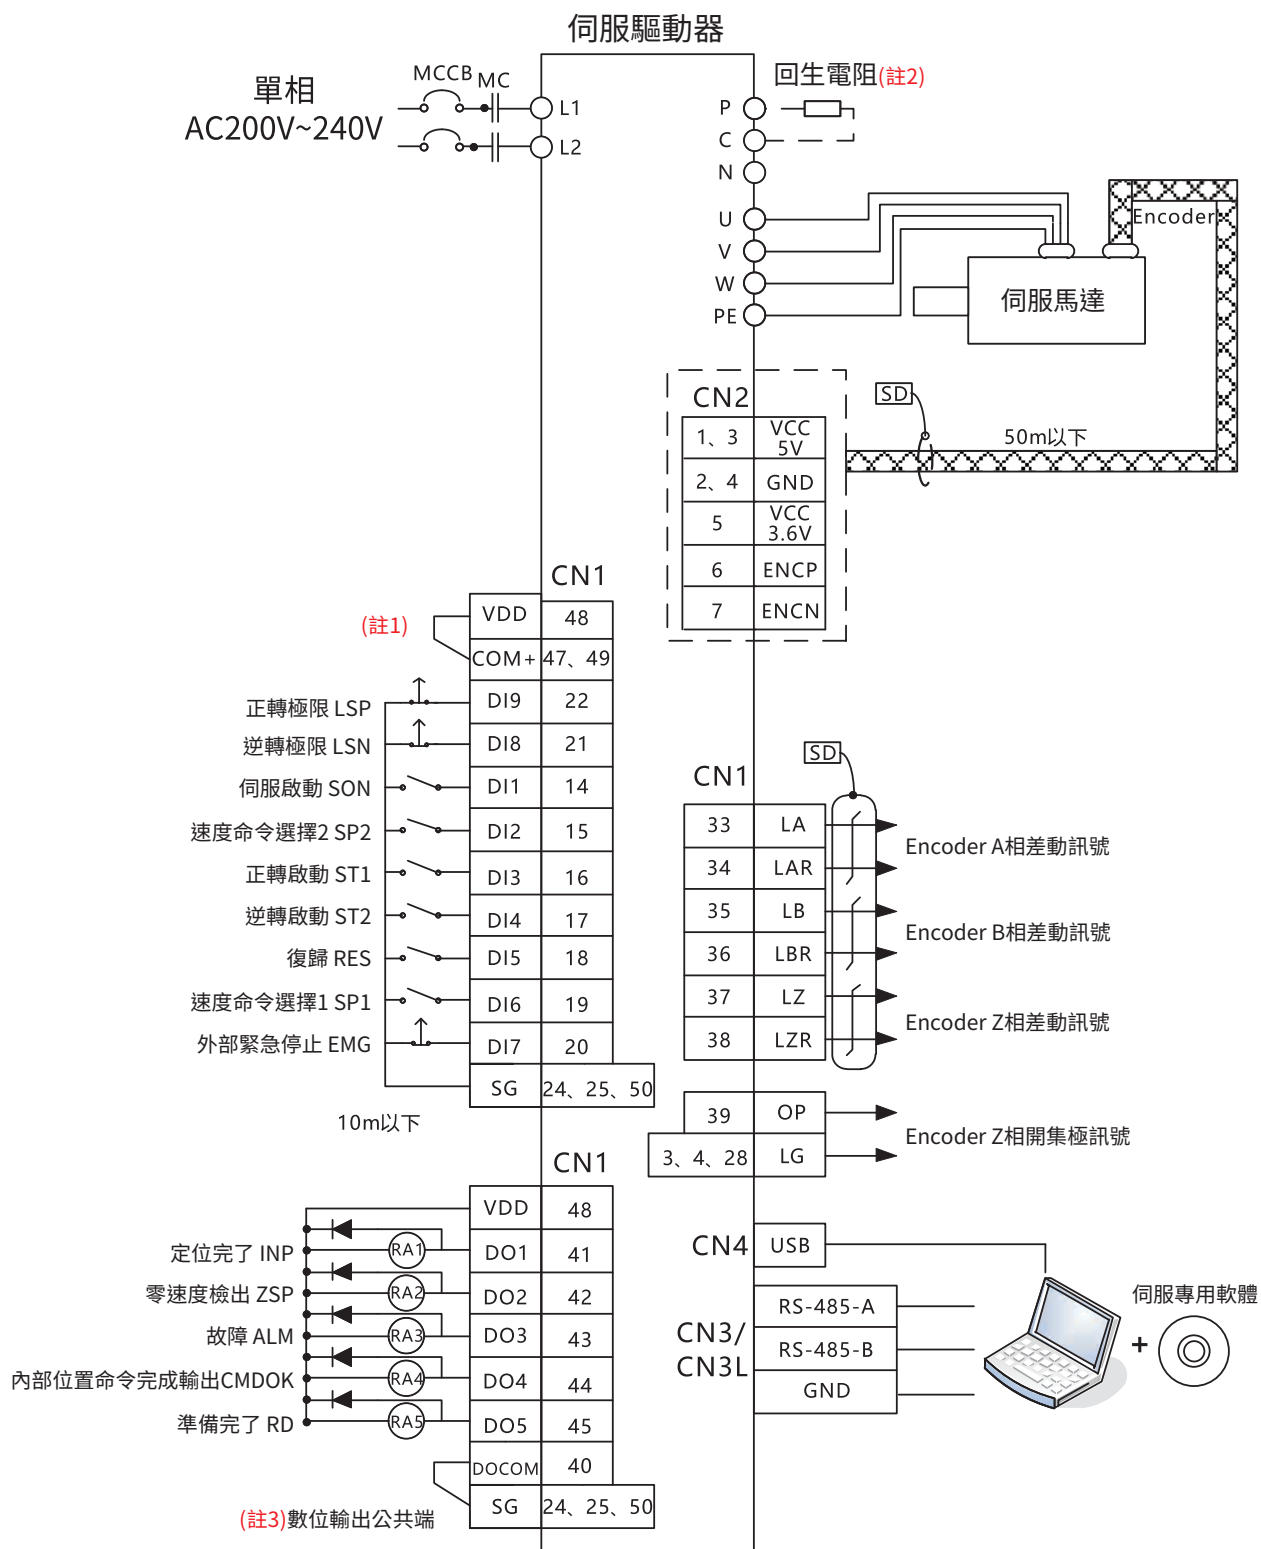 伺服驅動器
單相
AC200V~240V
MCCB
MC
L1
L2
回生電阻(註2)
P
C
N
U
V
W
PE
Encoder
伺服馬達
SD
50m以下
CN2
1、3 VCC 5V
2、4 GND
5 VCC 3.6V
6 ENCP
7 ENCN
CN1
(註1)
VDD 48
COM+ 47、49
正轉極限 LSP DI9 22
逆轉極限 LSN DI8 21
伺服啟動 SON DI1 14
速度命令選擇2 SP2 DI2 15
正轉啟動 ST1 DI3 16
逆轉啟動 ST2 DI4 17
復歸 RES DI5 18
速度命令選擇1 SP1 DI6 19
外部緊急停止 EMG DI7 20
SG 24、25、50
10m以下
CN1
SD
33 LA
34 LAR
Encoder A相差動訊號
35 LB
36 LBR
Encoder B相差動訊號
37 LZ
38 LZR
Encoder Z相差動訊號
39 OP
3、4、28 LG
Encoder Z相開集極訊號
CN1
VDD 48
定位完了 INP RA1 DO1 41
零速度檢出 ZSP RA2 DO2 42
故障 ALM RA3 DO3 43
內部位置命令完成輸出CMDOK RA4 DO4 44
準備完了 RD RA5 DO5 45
DOCOM 40
SG 24、25、50
(註3)數位輸出公共端
CN4 USB
CN3/
CN3L
RS-485-A
RS-485-B
GND
伺服專用軟體
+